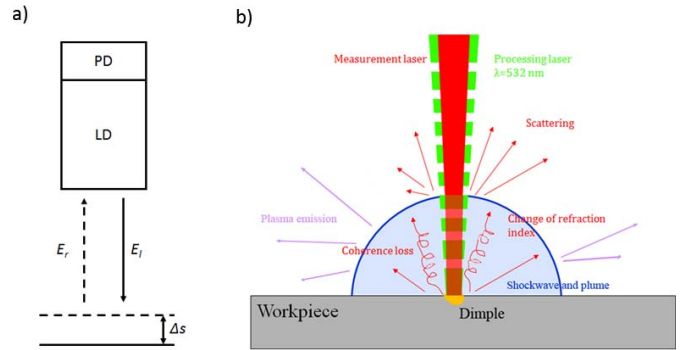 a)
PD
LD
Er
El
Δs
b)
Measurement laser
Processing laser
λ=532 nm
Scattering
Plasma emission
Change of refraction
index
Coherence loss
Shockwave and plume
Workpiece
Dimple